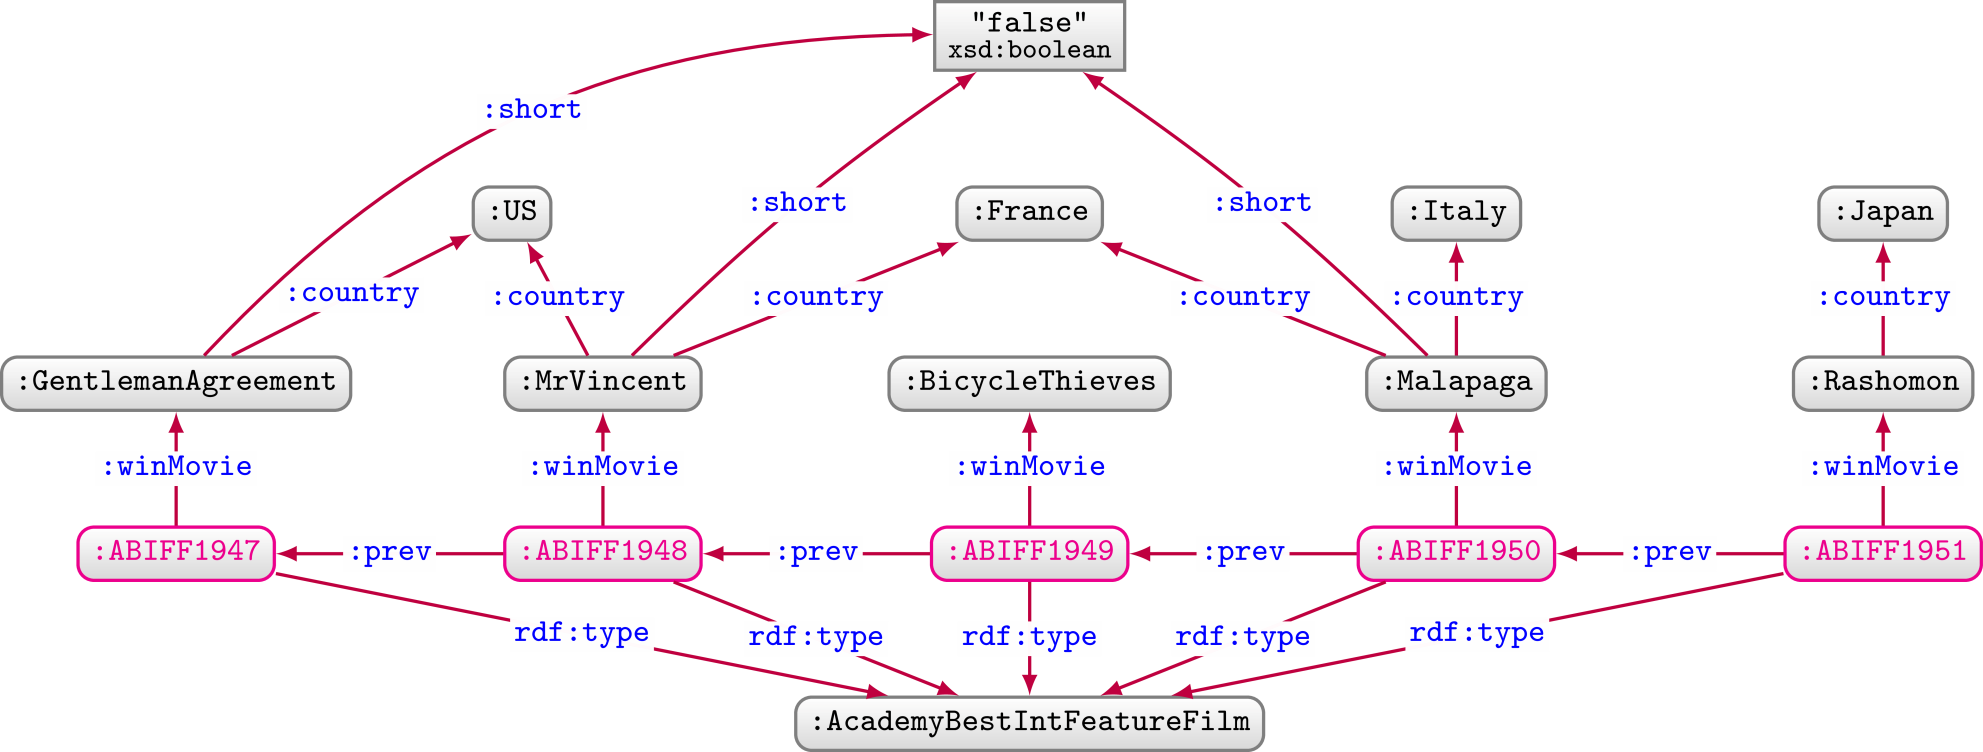 "false"
xsd:boolean
:short
:short
:short
:US
:France
:Italy
:Japan
:country
:country
:country
:country
:country
:country
:GentlemanAgreement
:MrVincent
:BicycleThieves
:Malapaga
:Rashomon
:winMovie
:winMovie
:winMovie
:winMovie
:winMovie
:ABIFF1947
:prev
:ABIFF1948
:prev
:ABIFF1949
:prev
:ABIFF1950
:prev
:ABIFF1951
rdf:type
rdf:type
rdf:type
rdf:type
rdf:type
:AcademyBestIntFeatureFilm